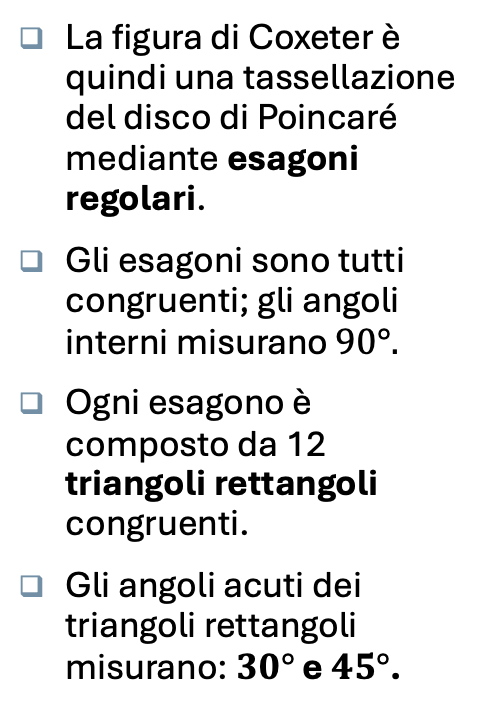 La figura di Coxeter è
quindi una tassellazione
del disco di Poincaré
mediante esagoni
regolari.
Gli esagoni sono tutti
congruenti; gli angoli
interni misurano 90°.
Ogni esagono è
composto da 12
triangoli rettangoli
congruenti.
Gli angoli acuti dei
triangoli rettangoli
misurano: 30° e 45°.